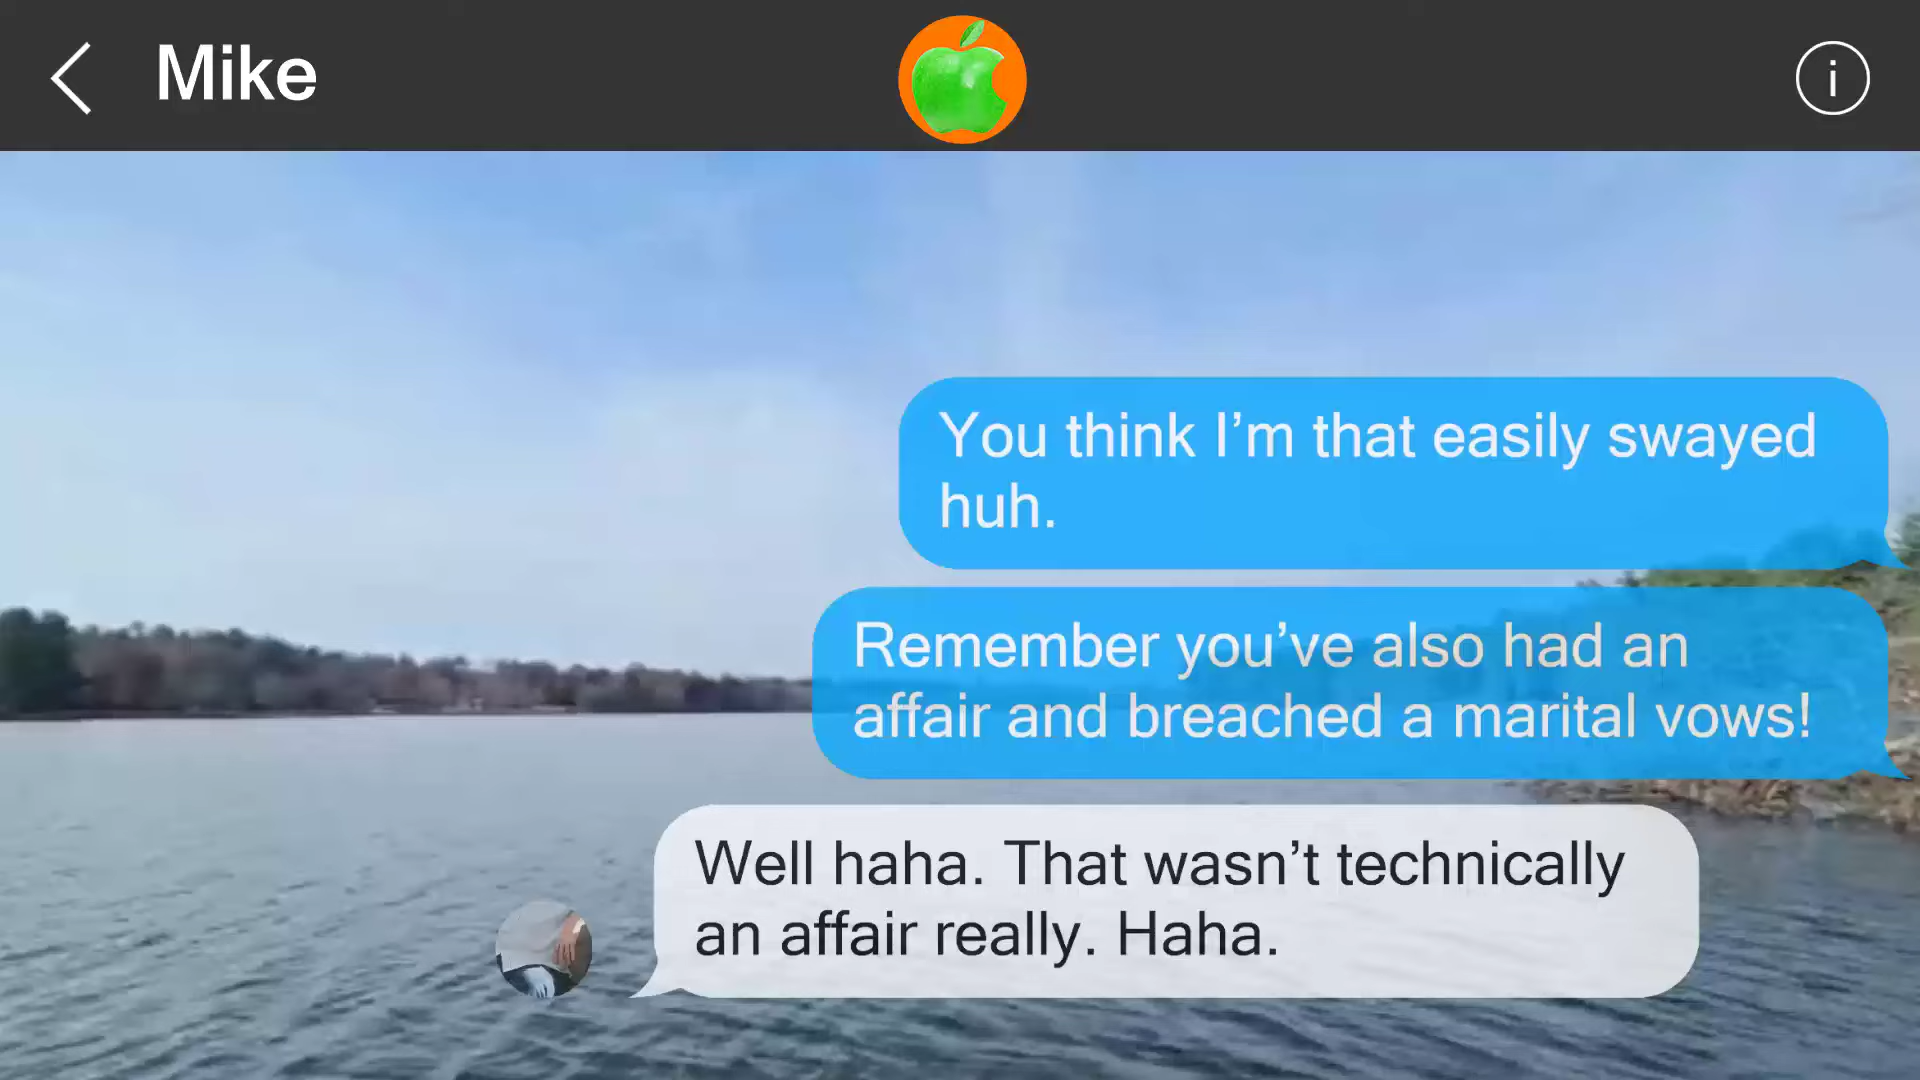 Mike
i
You think I’m that easily swayed
huh.
Remember you’ve also had an
affair and breached a marital vows!
Well haha. That wasn’t technically
an affair really. Haha.